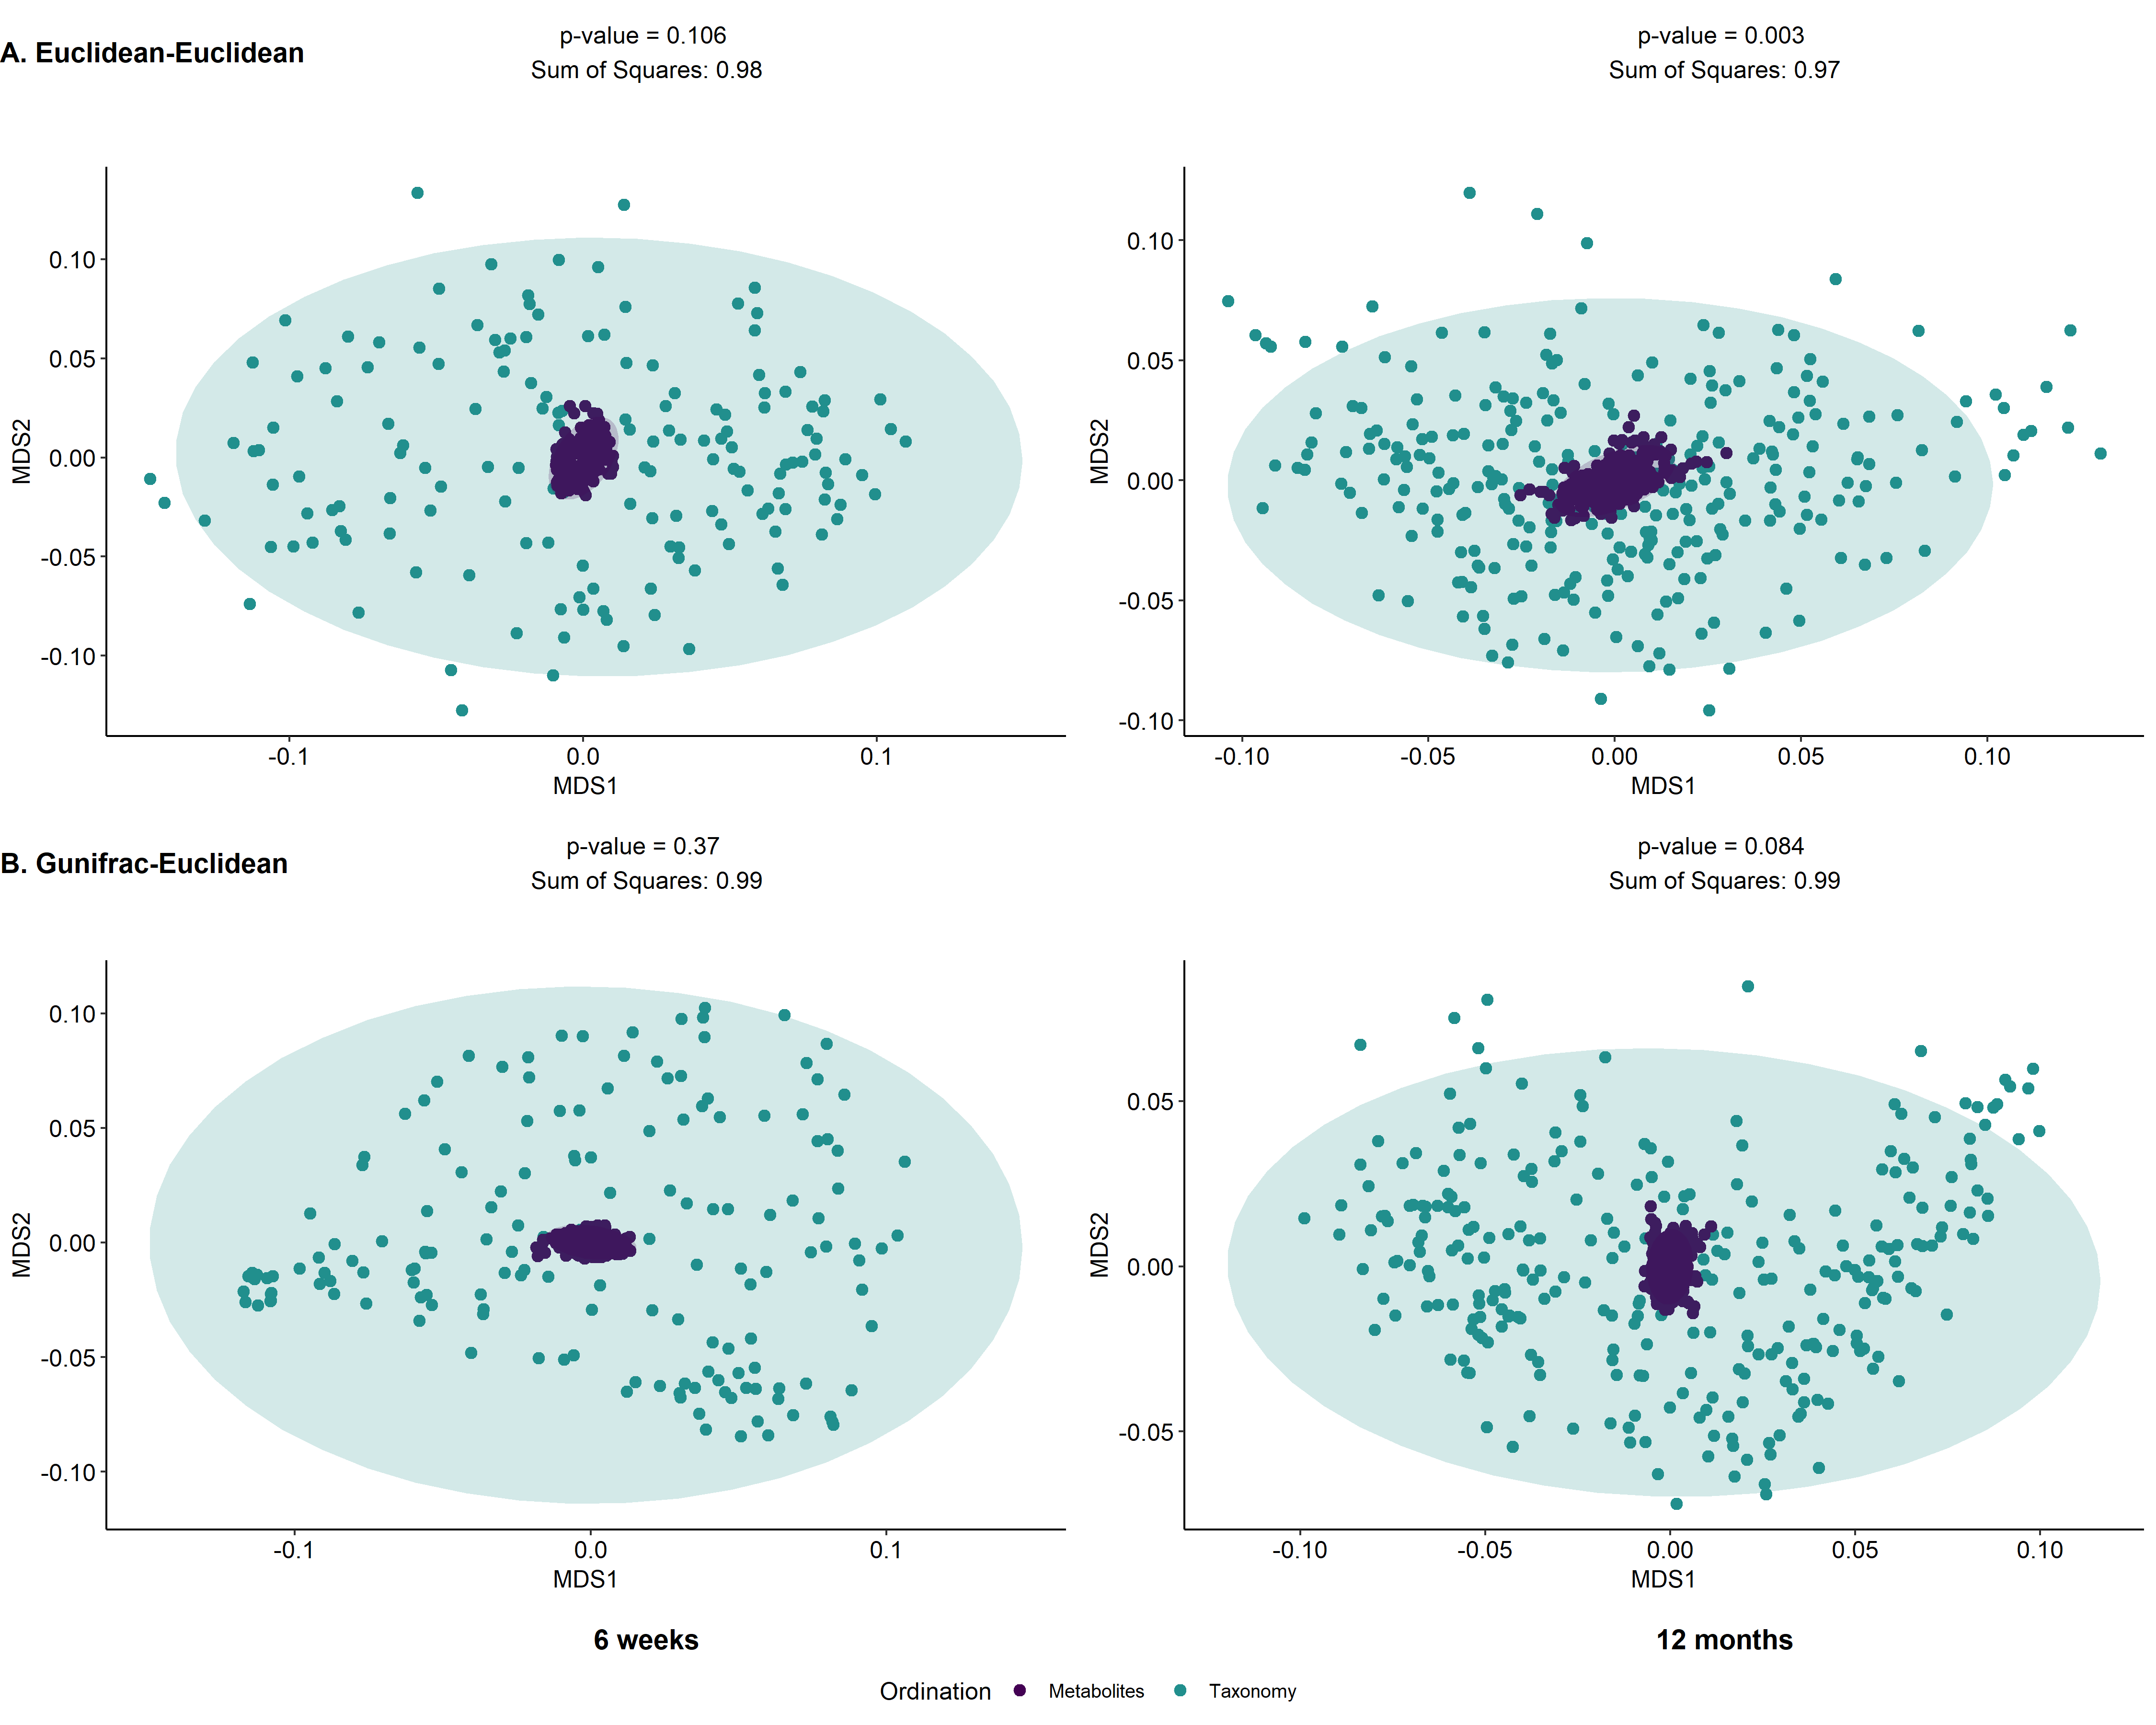 A. Euclidean-Euclidean
p-value = 0.106
Sum of Squares: 0.98
p-value = 0.003
Sum of Squares: 0.97
MDS2
0.10
0.05
0.00
-0.05
-0.10
-0.1
0.0
0.1
MDS1
MDS2
0.10
0.05
0.00
-0.05
-0.10
-0.10
-0.05
0.00
0.05
0.10
MDS1
B. Gunifrac-Euclidean
p-value = 0.37
Sum of Squares: 0.99
p-value = 0.084
Sum of Squares: 0.99
MDS2
0.10
0.05
0.00
-0.05
-0.10
-0.1
0.0
0.1
MDS1
MDS2
0.05
0.00
-0.05
-0.10
-0.05
0.00
0.05
0.10
MDS1
6 weeks
12 months
Ordination Metabolites Taxonomy